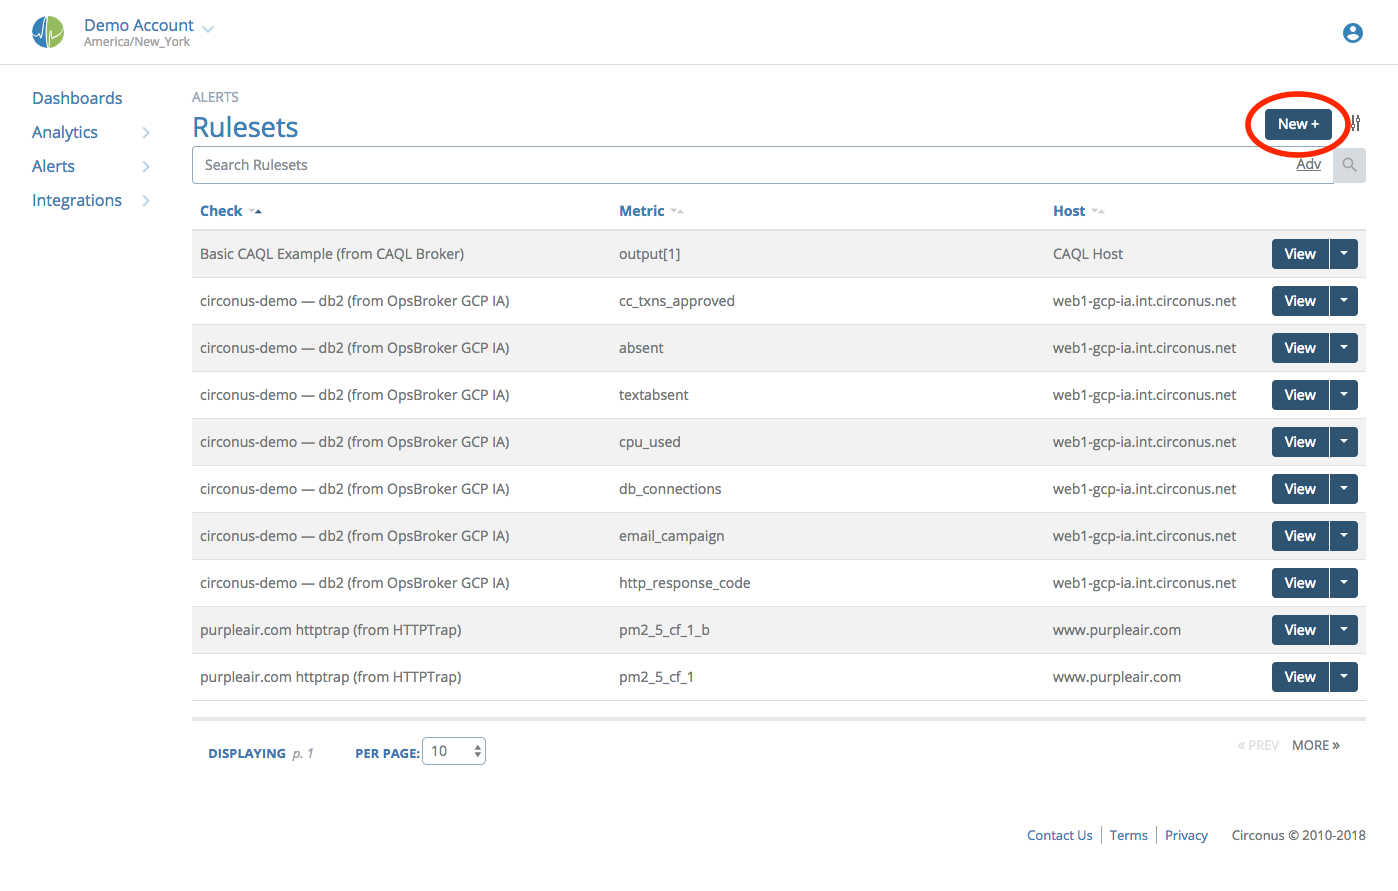 Demo Account
America/New_York
Dashboards
Analytics
Alerts
Integrations
ALERTS
Rulesets
New +
Search Rulesets
Adv
Check Metric Host
Basic CAQL Example (from CAQL Broker) output[1] CAQL Host View
circonus-demo — db2 (from OpsBroker GCP IA) cc_txns_approved web1-gcp-ia.int.circonus.net View
circonus-demo — db2 (from OpsBroker GCP IA) absent web1-gcp-ia.int.circonus.net View
circonus-demo — db2 (from OpsBroker GCP IA) textabsent web1-gcp-ia.int.circonus.net View
circonus-demo — db2 (from OpsBroker GCP IA) cpu_used web1-gcp-ia.int.circonus.net View
circonus-demo — db2 (from OpsBroker GCP IA) db_connections web1-gcp-ia.int.circonus.net View
circonus-demo — db2 (from OpsBroker GCP IA) email_campaign web1-gcp-ia.int.circonus.net View
circonus-demo — db2 (from OpsBroker GCP IA) http_response_code web1-gcp-ia.int.circonus.net View
purpleair.com httptrap (from HTTPTrap) pm2_5_cf_1_b www.purpleair.com View
purpleair.com httptrap (from HTTPTrap) pm2_5_cf_1 www.purpleair.com View
DISPLAYING p. 1 PER PAGE: 10 « PREV MORE »
Contact Us Terms Privacy Circonus © 2010-2018